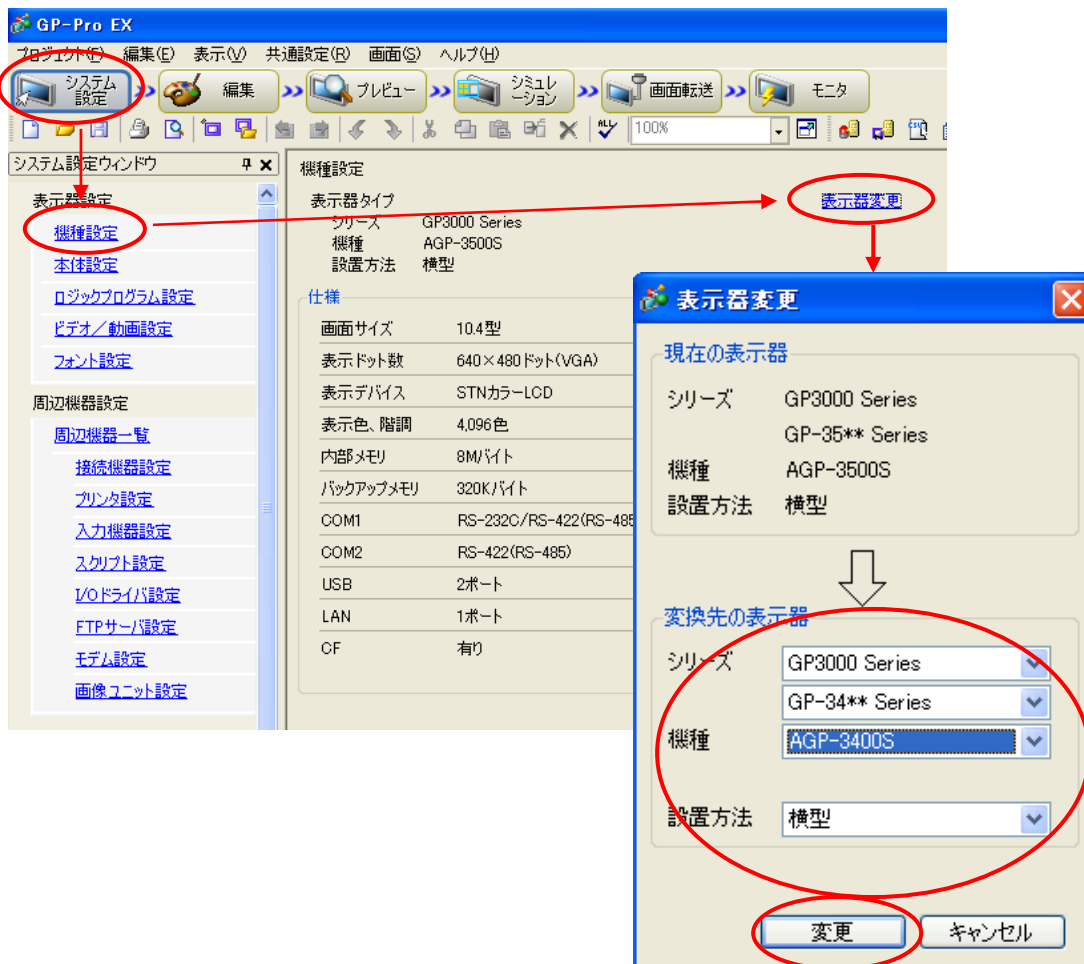 GP-Pro EX
プロジェクト(F) 編集(E) 表示(V) 共通設定(R) 画面(S) ヘルプ(H)
システム設定 編集 プレビュー シミュレーション 画面転送 モニタ
100%
システム設定ウィンドウ
表示器設定
機種設定
本体設定
ロジックプログラム設定
ビデオ／動画設定
フォント設定
周辺機器設定
周辺機器一覧
接続機器設定
プリンタ設定
入力機器設定
スクリプト設定
I/Oドライバ設定
FTPサーバ設定
モデム設定
画像ユニット設定
機種設定
表示器タイプ 表示器変更
シリーズ GP3000 Series
機種 AGP-3500S
設置方法 横型
仕様
画面サイズ 10.4型
表示ドット数 640×480ドット(VGA)
表示デバイス STNカラーLCD
表示色、階調 4,096色
内部メモリ 8Mバイト
バックアップメモリ 320Kバイト
COM1 RS-232C/RS-422(RS-485
COM2 RS-422(RS-485)
USB 2ポート
LAN 1ポート
CF 有り
表示器変更
現在の表示器
シリーズ GP3000 Series
GP-35** Series
機種 AGP-3500S
設置方法 横型
変換先の表示器
シリーズ GP3000 Series
GP-34** Series
機種 AGP-3400S
設置方法 横型
変更 キャンセル